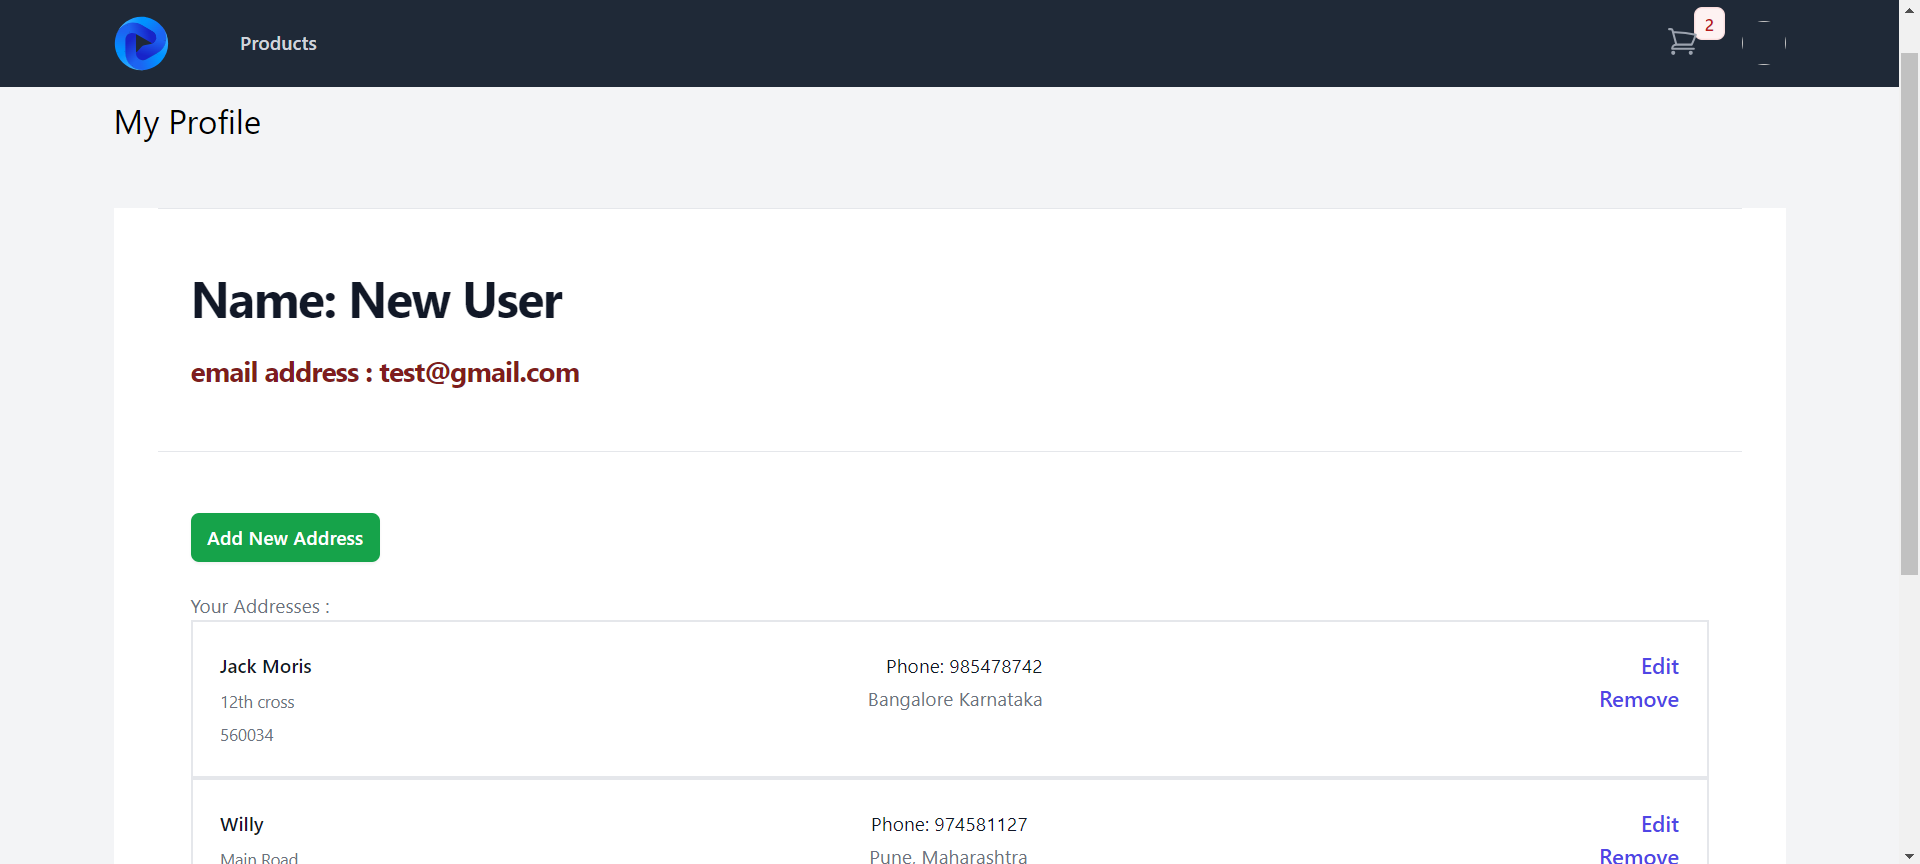 Products
2
My Profile
Name: New User
email address : test@gmail.com
Add New Address
Your Addresses :
Jack Moris
Phone: 985478742
Edit
12th cross
Bangalore Karnataka
Remove
560034
Willy
Phone: 974581127
Edit
Main Road
Pune, Maharashtra
Remove